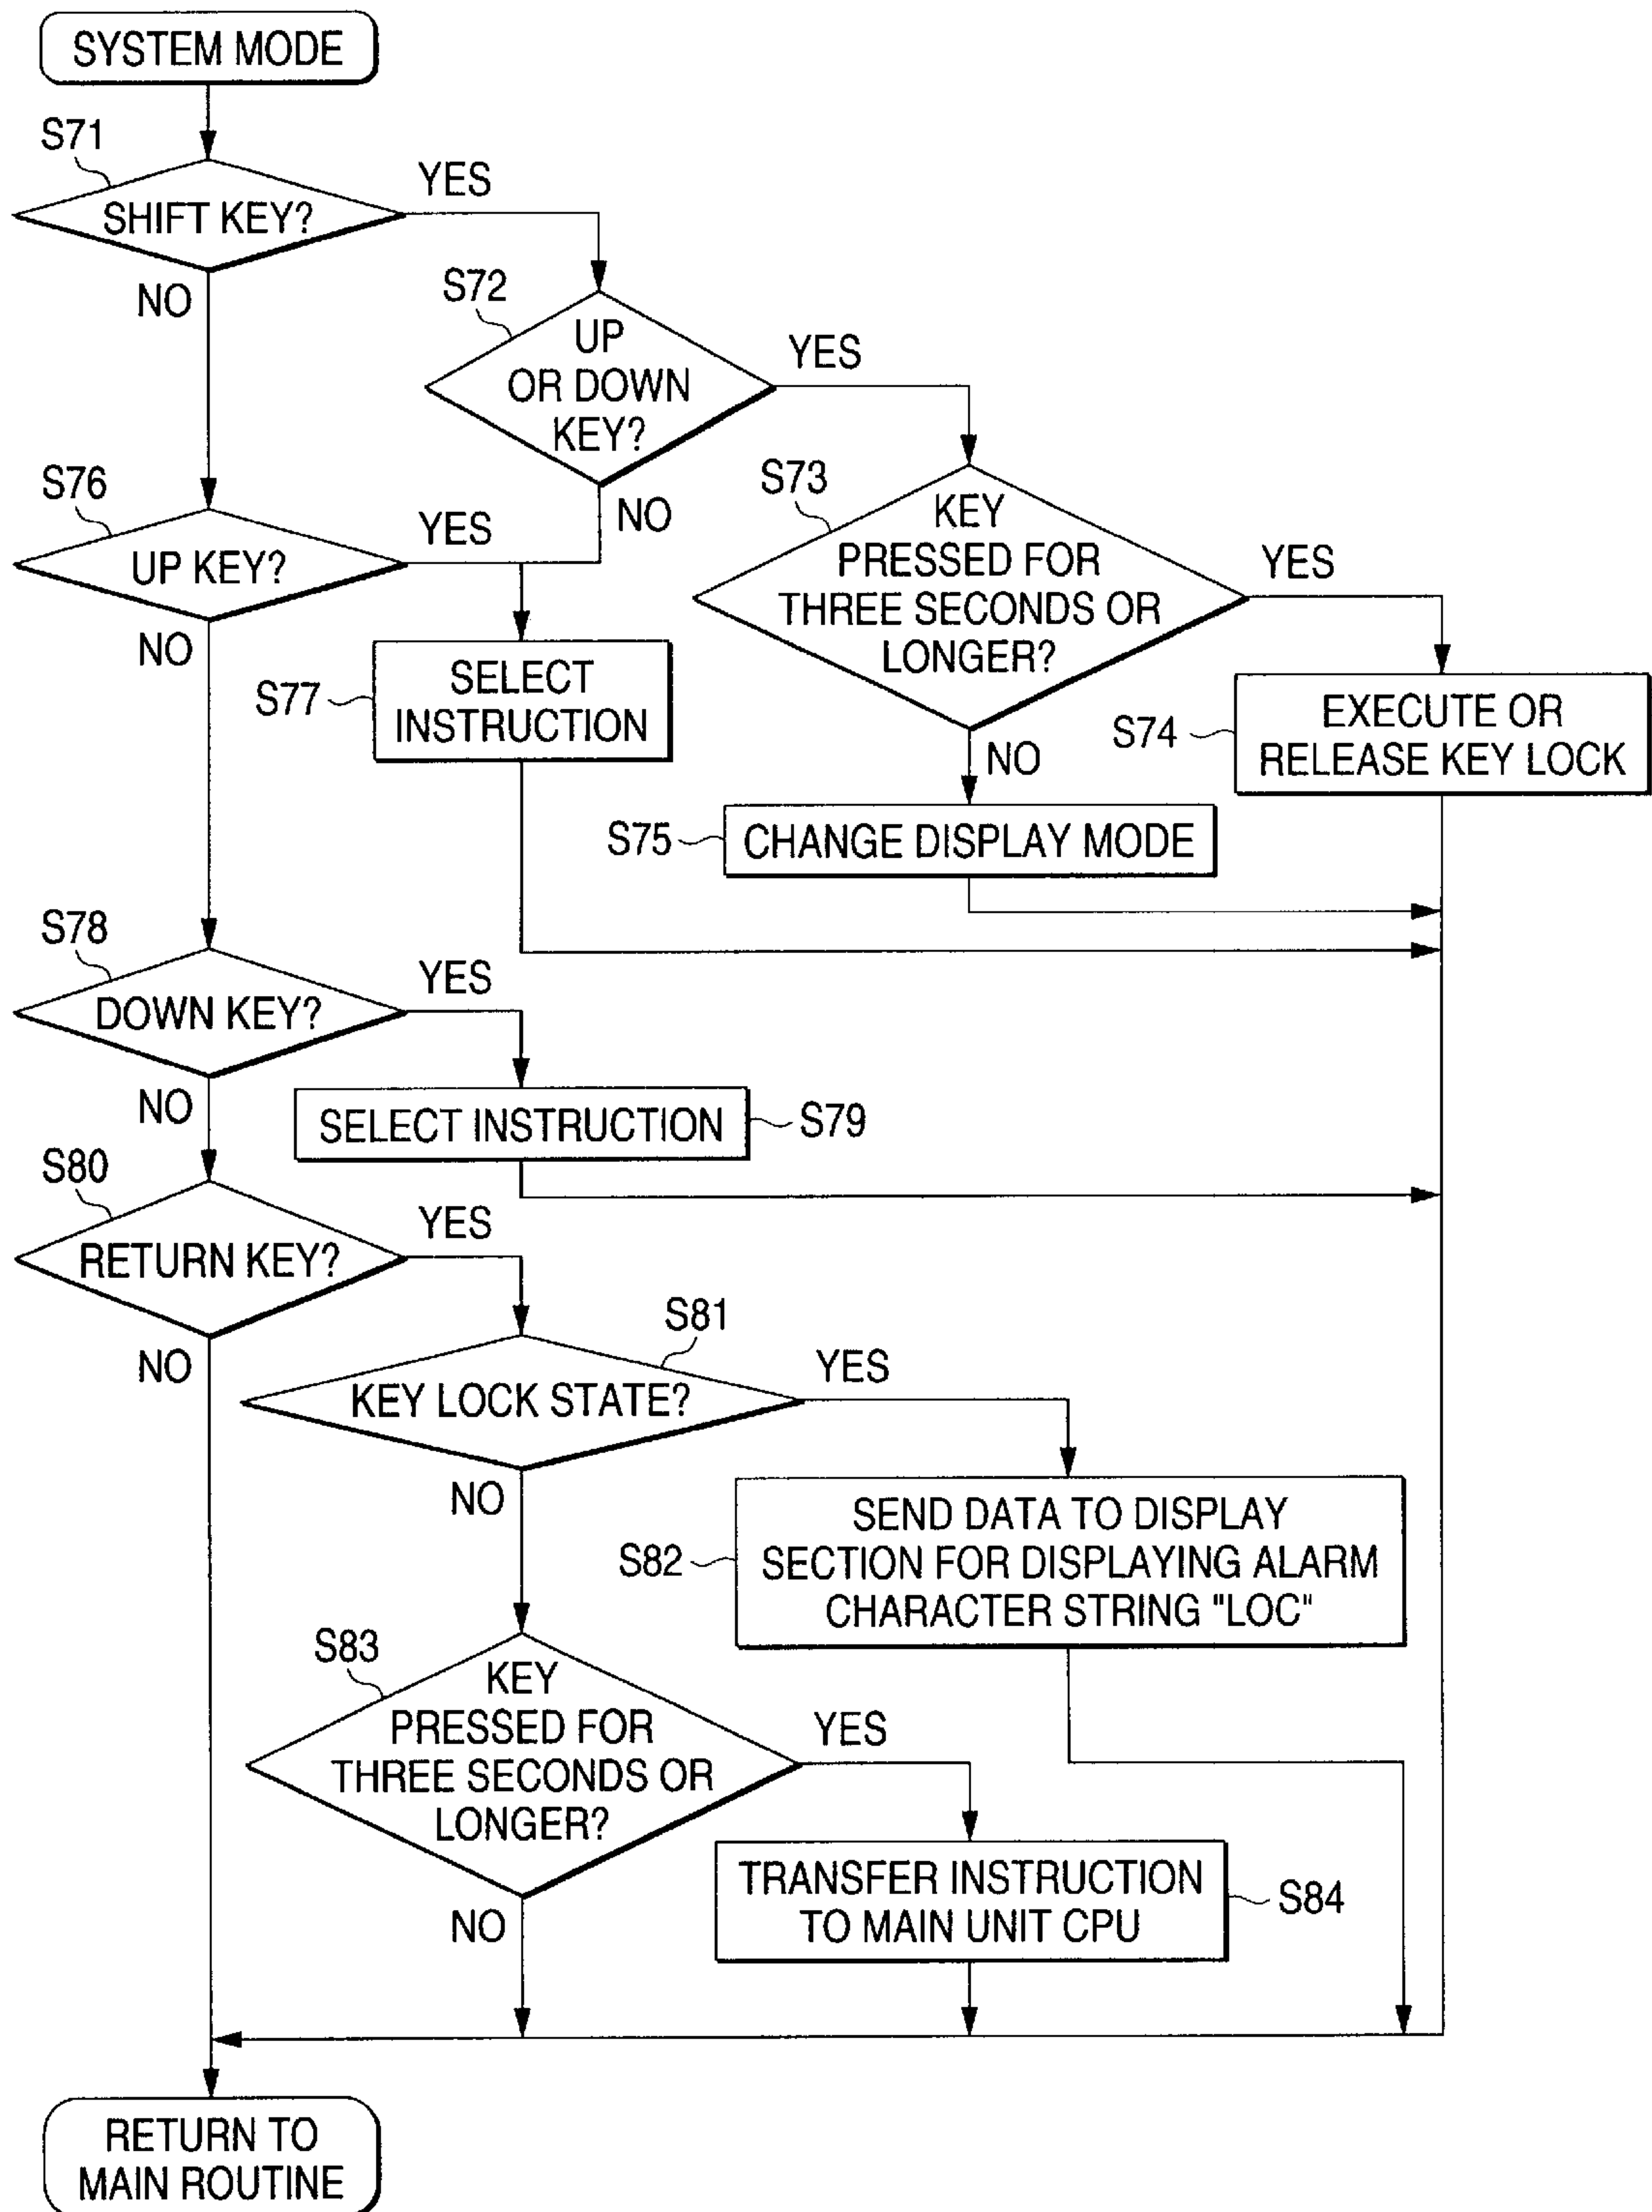 SYSTEM MODE
S71
SHIFT KEY?
YES
NO
S72
UP
OR DOWN
KEY?
YES
NO
S73
KEY
PRESSED FOR
THREE SECONDS OR
LONGER?
YES
NO
S74
EXECUTE OR
RELEASE KEY LOCK
S75
CHANGE DISPLAY MODE
S76
UP KEY?
YES
NO
S77
SELECT
INSTRUCTION
S78
DOWN KEY?
YES
NO
SELECT INSTRUCTION
S79
S80
RETURN KEY?
YES
NO
S81
KEY LOCK STATE?
YES
NO
S82
SEND DATA TO DISPLAY
SECTION FOR DISPLAYING ALARM
CHARACTER STRING "LOC"
S83
KEY
PRESSED FOR
THREE SECONDS OR
LONGER?
YES
NO
TRANSFER INSTRUCTION
TO MAIN UNIT CPU
S84
RETURN TO
MAIN ROUTINE